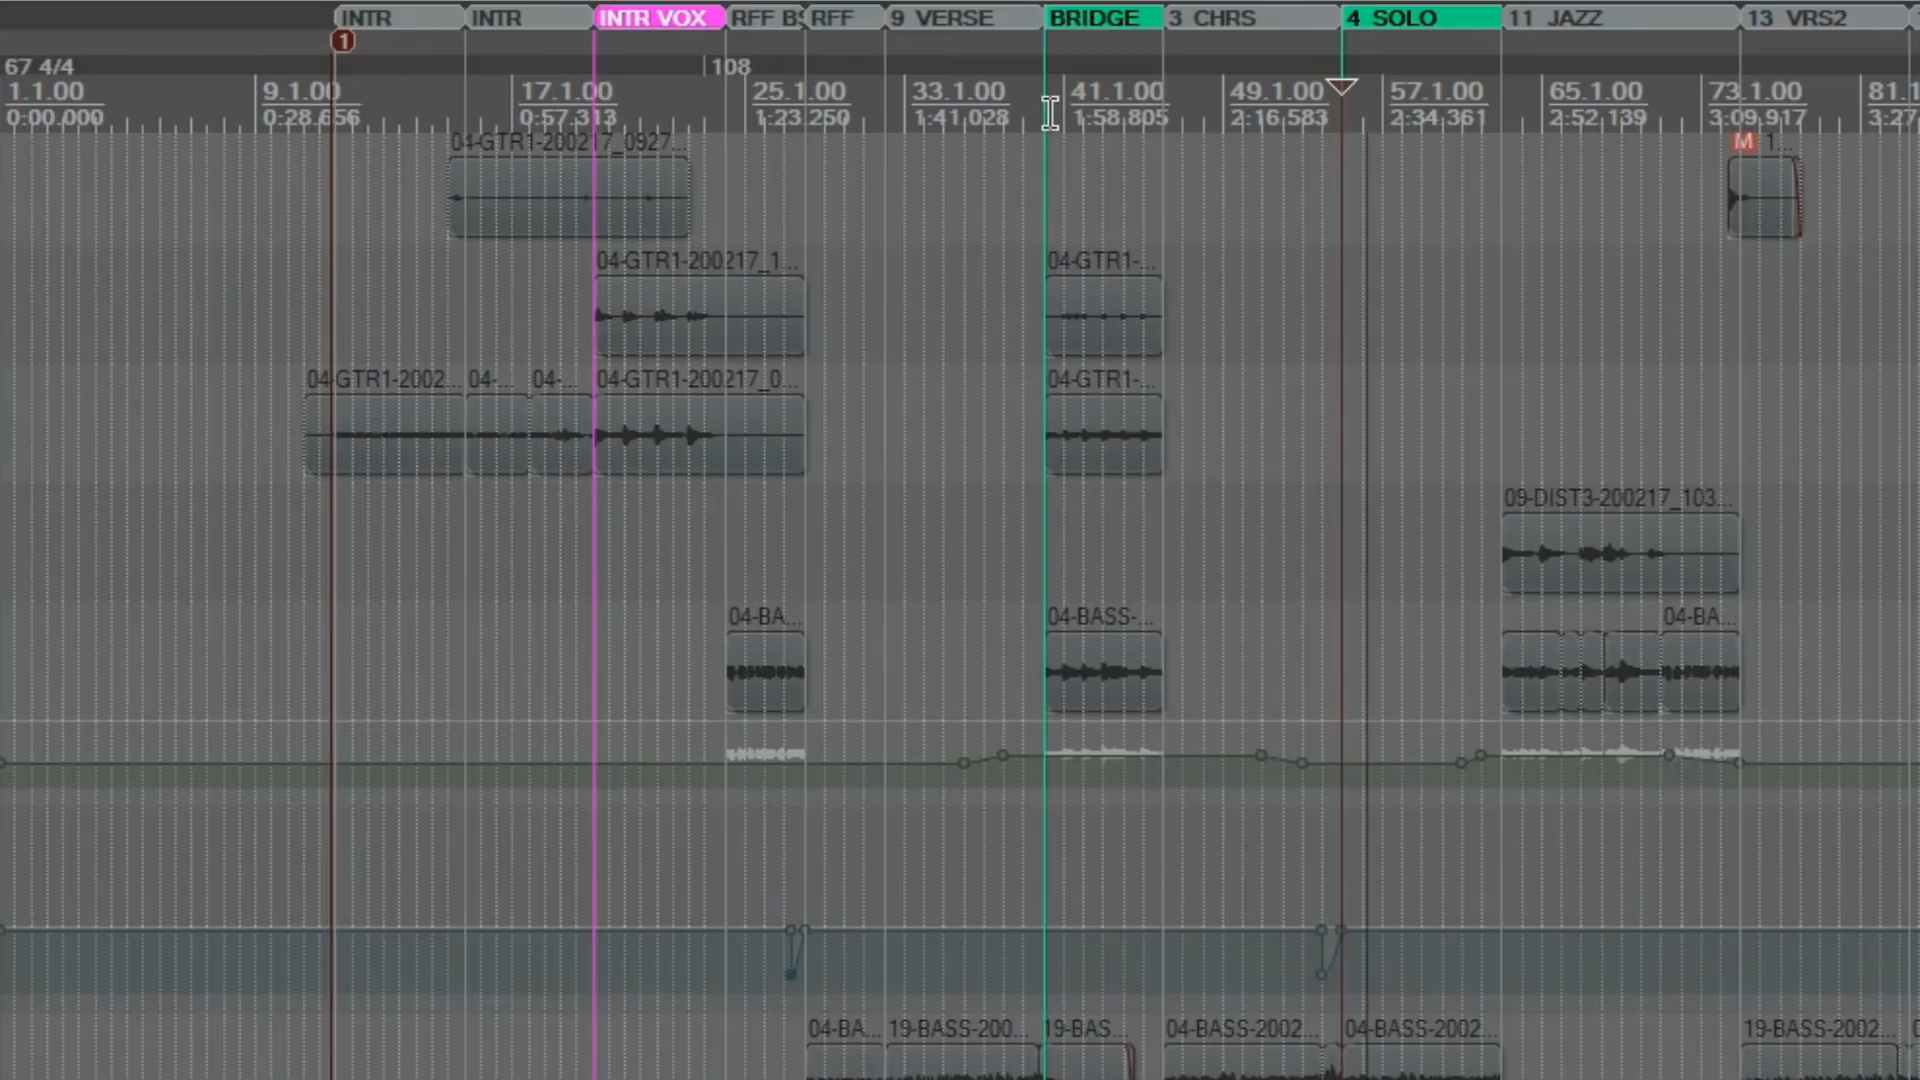 INTR INTR INTR VOX RFF BS RFF 9 VERSE BRIDGE 3 CHRS 4 SOLO 11 JAZZ 13 VRS2
1
67 4/4 108
1.1.00 9.1.00 17.1.00 25.1.00 33.1.00 41.1.00 49.1.00 57.1.00 65.1.00 73.1.00 81.1
0:00.000 0:28.656 0:57.313 1:23.250 1:41.028 1:58.805 2:16.583 2:34.361 2:52.139 3:09.917 3:27
04-GTR1-200217_0927... M 1...
04-GTR1-200217_1... 04-GTR1-...
04-GTR1-2002... 04-... 04-... 04-GTR1-200217_0... 04-GTR1-...
09-DIST3-200217_103...
04-BA... 04-BASS-... 04-BA...
04-BA... 19-BASS-200... 19-BAS... 04-BASS-2002... 04-BASS-2002... 19-BASS-2002...